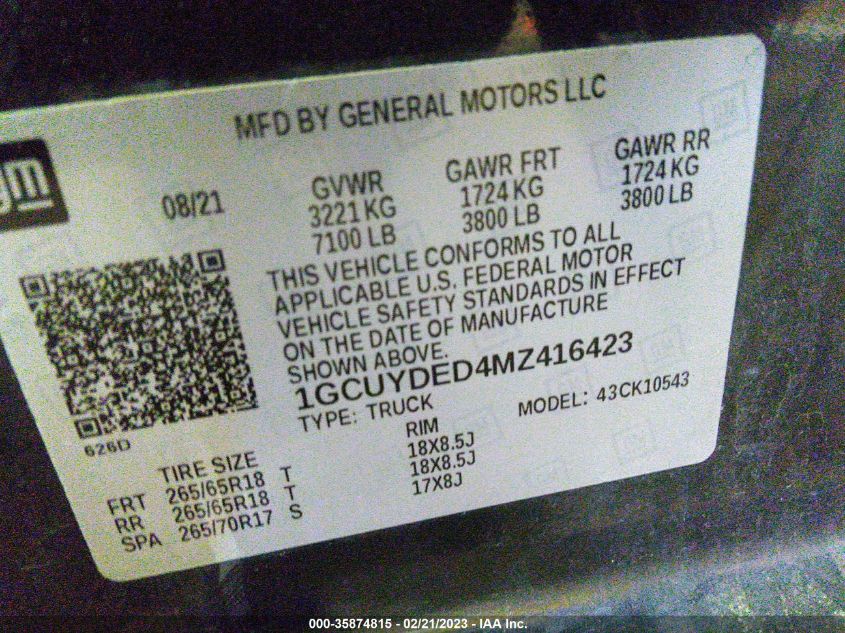 MFD BY GENERAL MOTORS LLC
gm
08/21
GVWR
3221 KG
7100 LB
GAWR FRT
1724 KG
3800 LB
GAWR RR
1724 KG
3800 LB
THIS VEHICLE CONFORMS TO ALL
APPLICABLE U.S. FEDERAL MOTOR
VEHICLE SAFETY STANDARDS IN EFFECT
ON THE DATE OF MANUFACTURE
SHOWN ABOVE.
1GCUYDED4MZ416423
TYPE: TRUCK
MODEL: 43CK10543
626D
TIRE SIZE RIM
FRT 265/65R18 T 18X8.5J
RR 265/65R18 T 18X8.5J
SPA 265/70R17 S 17X8J
000-35874815 - 02/21/2023 - IAA Inc.